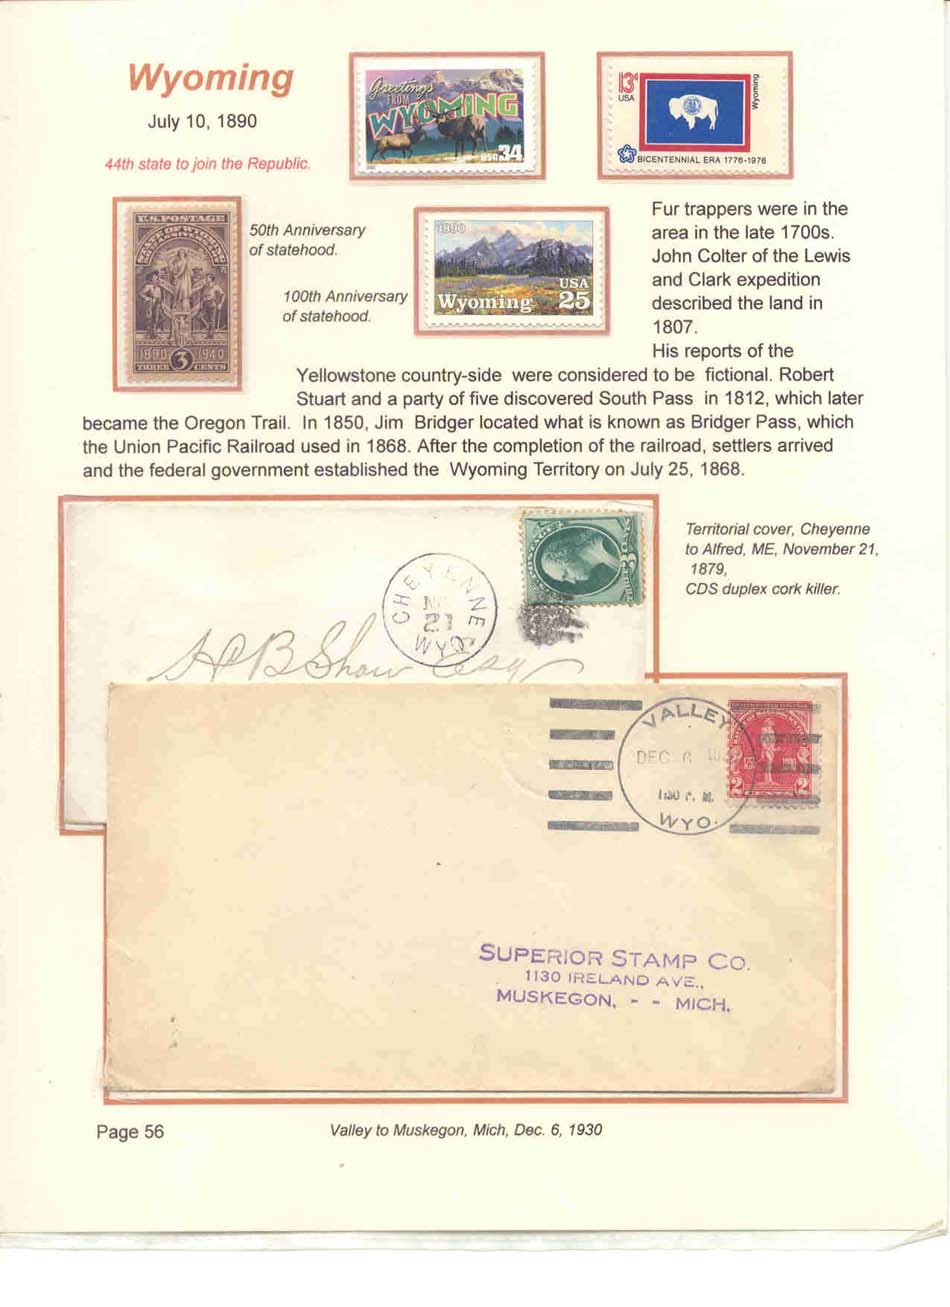 Wyoming
July 10, 1890
44th state to join the Republic.
Greetings
FROM
WYOMING
USA 34
13c
USA
Wyoming
BICENTENNIAL ERA 1776-1976
U.S. POSTAGE
1890 1940
3
THREE CENTS
50th Anniversary
of statehood.
100th Anniversary
of statehood.
1890
USA
Wyoming 25
Fur trappers were in the
area in the late 1700s.
John Colter of the Lewis
and Clark expedition
described the land in
1807.
His reports of the
Yellowstone country-side were considered to be fictional. Robert
Stuart and a party of five discovered South Pass in 1812, which later
became the Oregon Trail. In 1850, Jim Bridger located what is known as Bridger Pass, which
the Union Pacific Railroad used in 1868. After the completion of the railroad, settlers arrived
and the federal government established the Wyoming Territory on July 25, 1868.
Territorial cover, Cheyenne
to Alfred, ME, November 21,
1879,
CDS duplex cork killer.
CHEYENNE
21
WYO
H B Shaw Esq
VALLEY
DEC 6
1:30 P. M.
WYO.
2 2
SUPERIOR STAMP CO.
1130 IRELAND AVE.,
MUSKEGON, - - MICH.
Page 56
Valley to Muskegon, Mich, Dec. 6, 1930